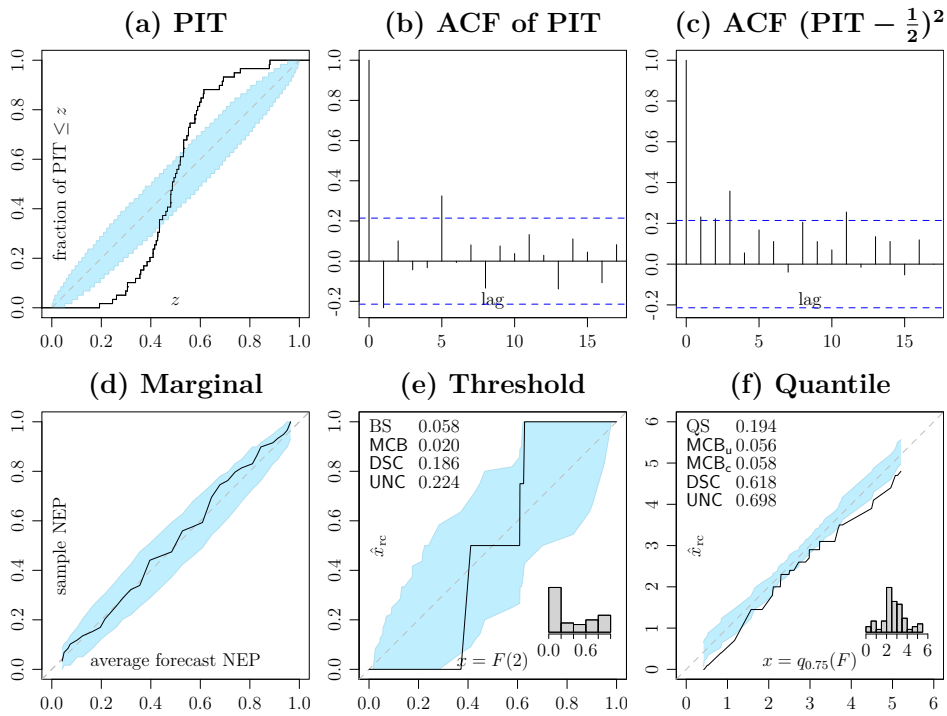 (a) PIT
(b) ACF of PIT
(c) ACF (PIT − 1/2)²
fraction of PIT ≤ z
0.0 0.2 0.4 0.6 0.8 1.0
z
0.0 0.2 0.4 0.6 0.8 1.0
-0.2 0.0 0.2 0.4 0.6 0.8 1.0
lag
0 5 10 15
-0.2 0.0 0.2 0.4 0.6 0.8 1.0
lag
0 5 10 15
(d) Marginal
(e) Threshold
(f) Quantile
sample NEP
0.0 0.2 0.4 0.6 0.8 1.0
average forecast NEP
0.0 0.2 0.4 0.6 0.8 1.0
BS 0.058
MCB 0.020
DSC 0.186
UNC 0.224
x̂rc
0.0 0.2 0.4 0.6 0.8 1.0
x = F(2)
0.0 0.6
0.0 0.2 0.4 0.6 0.8 1.0
QS 0.194
MCBu 0.056
MCBc 0.058
DSC 0.618
UNC 0.698
x̂rc
0 1 2 3 4 5 6
x = q0.75(F)
0 2 4 6
0 1 2 3 4 5 6